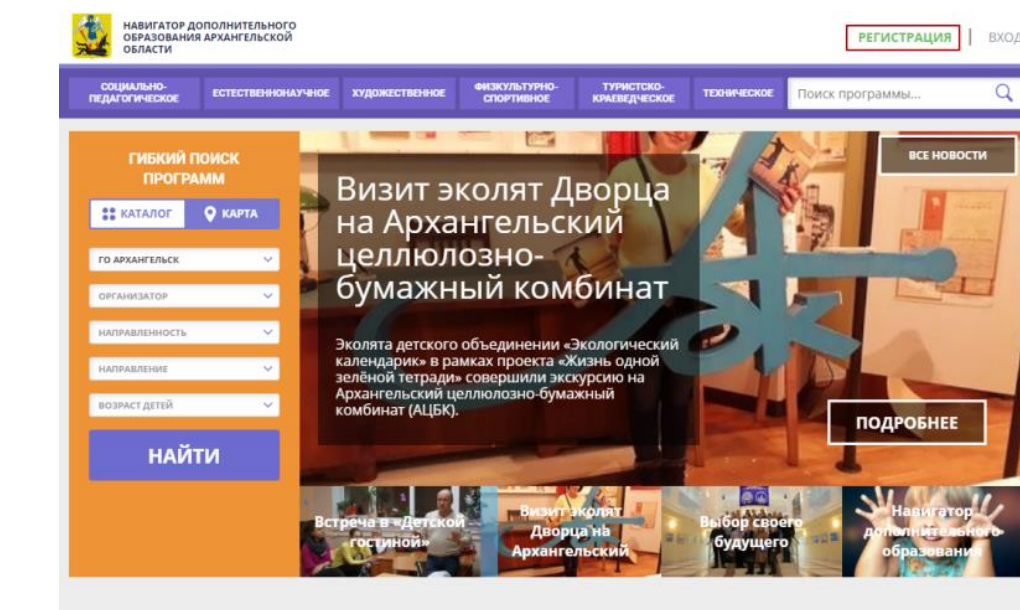 НАВИГАТОР ДОПОЛНИТЕЛЬНОГО
ОБРАЗОВАНИЯ АРХАНГЕЛЬСКОЙ
ОБЛАСТИ
РЕГИСТРАЦИЯ
ВХОД
СОЦИАЛЬНО-
ПЕДАГОГИЧЕСКОЕ
ЕСТЕСТВЕННОНАУЧНОЕ
ХУДОЖЕСТВЕННОЕ
ФИЗКУЛЬТУРНО-
СПОРТИВНОЕ
ТУРИСТСКО-
КРАЕВЕДЧЕСКОЕ
ТЕХНИЧЕСКОЕ
Поиск программы...
ГИБКИЙ ПОИСК
ПРОГРАММ
КАТАЛОГ
КАРТА
ГО АРХАНГЕЛЬСК
ОРГАНИЗАТОР
НАПРАВЛЕННОСТЬ
НАПРАВЛЕНИЕ
ВОЗРАСТ ДЕТЕЙ
НАЙТИ
ВСЕ НОВОСТИ
Визит эколят Дворца
на Архангельский
целлюлозно-
бумажный комбинат
Эколята детского объединении «Экологический
календарик» в рамках проекта «Жизнь одной
зелёной тетради» совершили экскурсию на
Архангельский целлюлозно-бумажный
комбинат (АЦБК).
ПОДРОБНЕЕ
Встреча в «Детской
гостиной»
Визит эколят
Дворца на
Архангельский
Выбор своего
будущего
Навигатор
дополнительного
образования